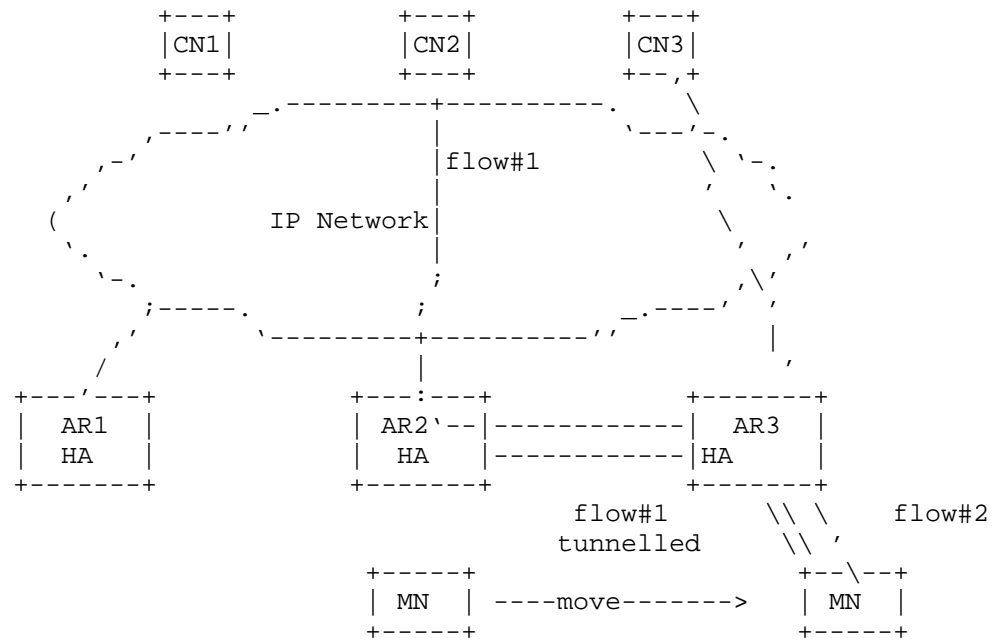 CN1 CN2 CN3
flow#1
IP Network
AR1 AR2 AR3
HA HA HA
flow#1 flow#2
tunnelled
MN ----move-------> MN